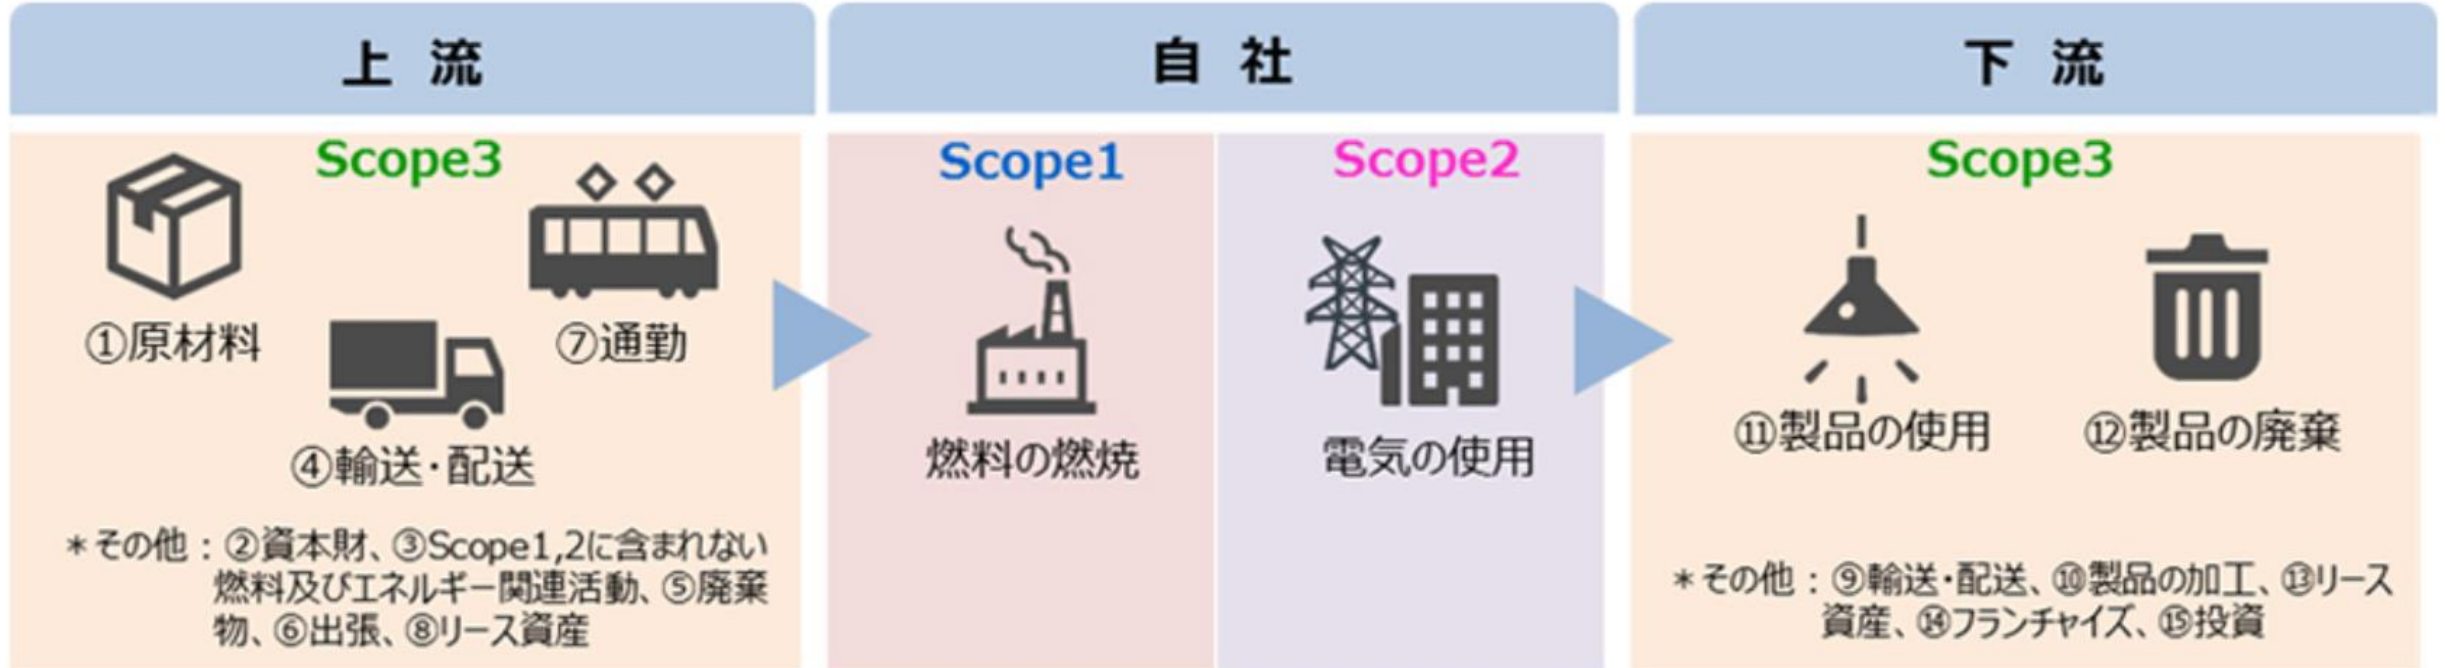 上 流
Scope3
①原材料
⑦通勤
④輸送・配送
*その他：②資本財、③Scope1,2に含まれない
燃料及びエネルギー関連活動、⑤廃棄
物、⑥出張、⑧リース資産
自 社
Scope1
燃料の燃焼
Scope2
電気の使用
下 流
Scope3
⑪製品の使用
⑫製品の廃棄
*その他：⑨輸送・配送、⑩製品の加工、⑬リース
資産、⑭フランチャイズ、⑮投資